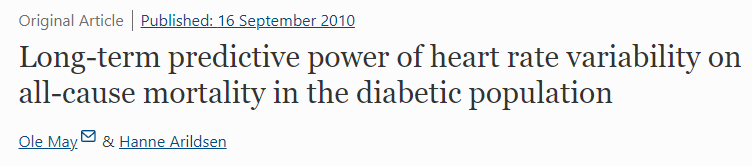 Original Article | Published: 16 September 2010
Long-term predictive power of heart rate variability on
all-cause mortality in the diabetic population
Ole May & Hanne Arildsen